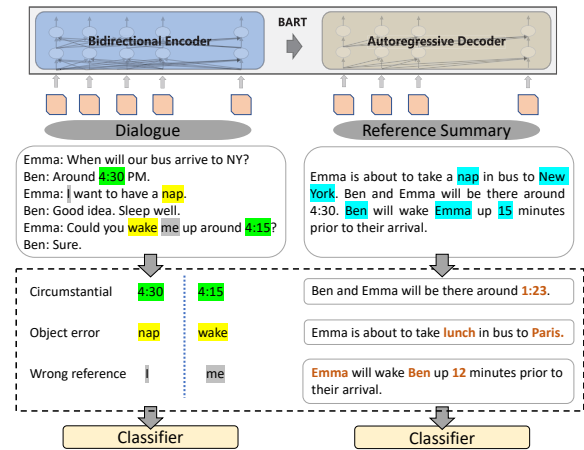 BART
Bidirectional Encoder
Autoregressive Decoder
Dialogue
Reference Summary
Emma: When will our bus arrive to NY?
Ben: Around 4:30 PM.
Emma: I want to have a nap.
Ben: Good idea. Sleep well.
Emma: Could you wake me up around 4:15?
Ben: Sure.
Emma is about to take a nap in bus to New
York. Ben and Emma will be there around
4:30. Ben will wake Emma up 15 minutes
prior to their arrival.
Circumstantial 4:30 4:15
Object error nap wake
Wrong reference I me
Ben and Emma will be there around 1:23.
Emma is about to take lunch in bus to Paris.
Emma will wake Ben up 12 minutes prior to
their arrival.
Classifier
Classifier